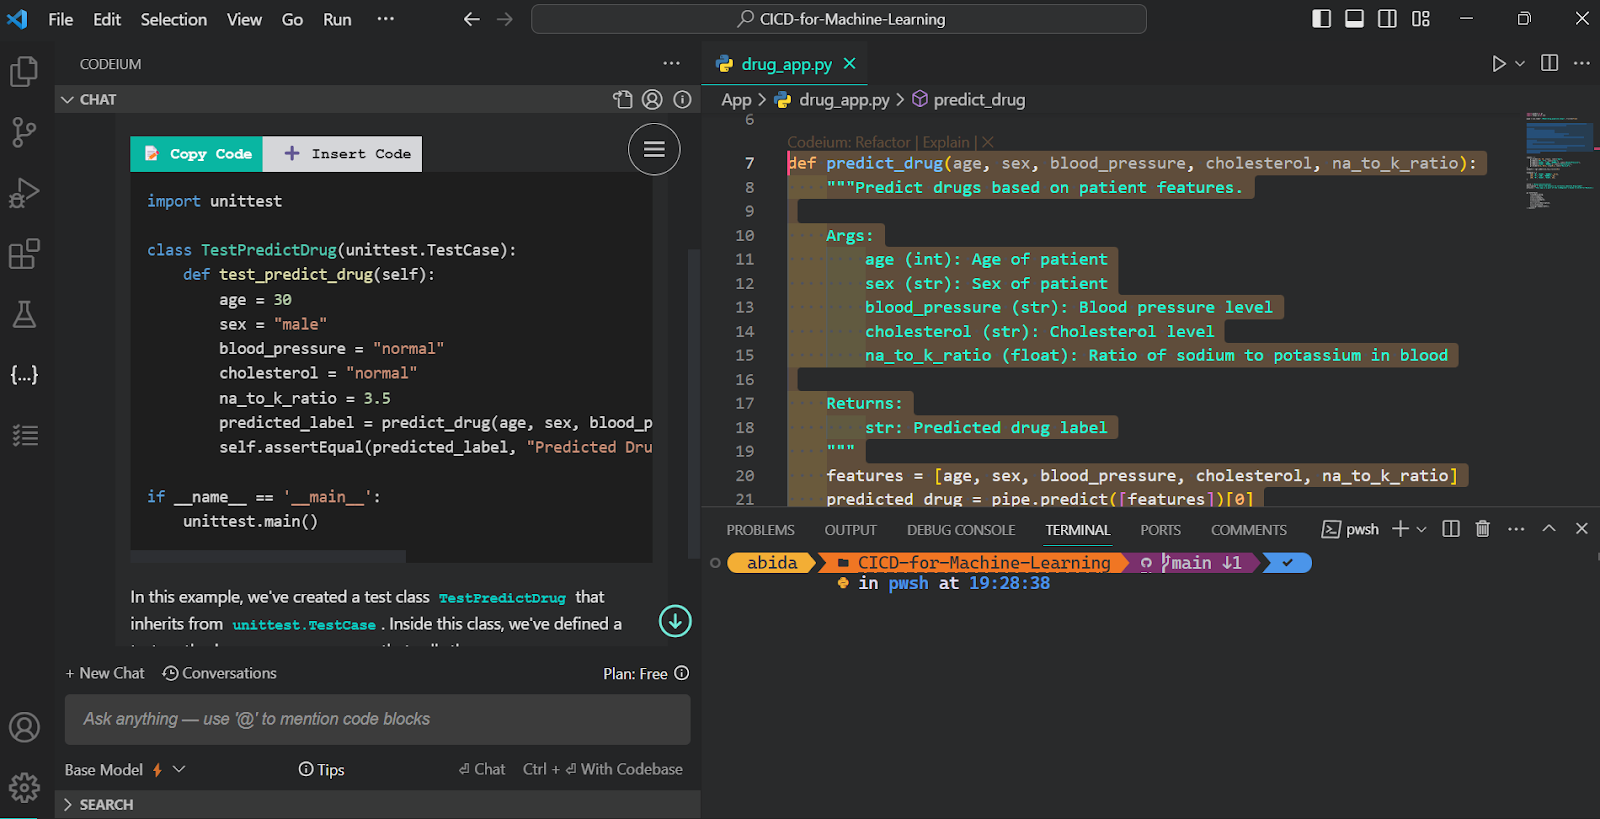 File Edit Selection View Go Run ···
CICD-for-Machine-Learning
CODEIUM
CHAT
Copy Code
Insert Code
import unittest
class TestPredictDrug(unittest.TestCase):
def test_predict_drug(self):
age = 30
sex = "male"
blood_pressure = "normal"
cholesterol = "normal"
na_to_k_ratio = 3.5
predicted_label = predict_drug(age, sex, blood_p
self.assertEqual(predicted_label, "Predicted Dru
if __name__ == '__main__':
unittest.main()
In this example, we've created a test class TestPredictDrug that
inherits from unittest.TestCase. Inside this class, we've defined a
+ New Chat Conversations Plan: Free
Ask anything — use '@' to mention code blocks
Base Model Tips Chat Ctrl + With Codebase
SEARCH
drug_app.py
App > drug_app.py > predict_drug
6
Codeium: Refactor | Explain | X
7 def predict_drug(age, sex, blood_pressure, cholesterol, na_to_k_ratio):
8 """Predict drugs based on patient features.
9
10 Args:
11 age (int): Age of patient
12 sex (str): Sex of patient
13 blood_pressure (str): Blood pressure level
14 cholesterol (str): Cholesterol level
15 na_to_k_ratio (float): Ratio of sodium to potassium in blood
16
17 Returns:
18 str: Predicted drug label
19 """
20 features = [age, sex, blood_pressure, cholesterol, na_to_k_ratio]
21 predicted_drug = pipe.predict([features])[0]
PROBLEMS OUTPUT DEBUG CONSOLE TERMINAL PORTS COMMENTS pwsh
abida CICD-for-Machine-Learning main ↓1
in pwsh at 19:28:38